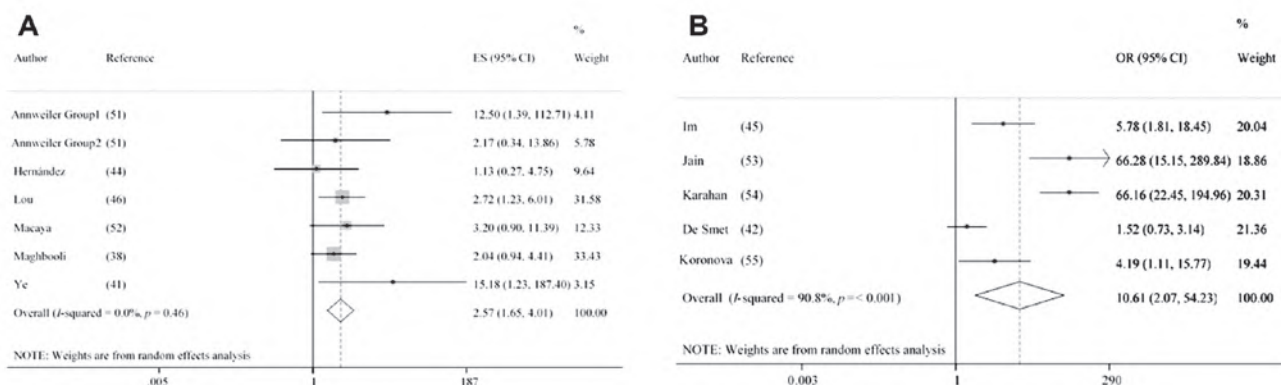 A
%
Author Reference ES (95% CI) Weight
Annweiler Group1 (51) 12.50 (1.39, 112.71) 4.11
Annweiler Group2 (51) 2.17 (0.34, 13.86) 5.78
Hernández (44) 1.13 (0.27, 4.75) 9.64
Lou (46) 2.72 (1.23, 6.01) 31.58
Macaya (52) 3.20 (0.90, 11.39) 12.33
Maghbooli (38) 2.04 (0.94, 4.41) 33.43
Ye (41) 15.18 (1.23, 187.40) 3.15
Overall (I-squared = 0.0%, p = 0.46) 2.57 (1.65, 4.01) 100.00
NOTE: Weights are from random effects analysis
.005 1 187
B
%
Author Reference OR (95% CI) Weight
Im (45) 5.78 (1.81, 18.45) 20.04
Jain (53) 66.28 (15.15, 289.84) 18.86
Karahan (54) 66.16 (22.45, 194.96) 20.31
De Smet (42) 1.52 (0.73, 3.14) 21.36
Koronova (55) 4.19 (1.11, 15.77) 19.44
Overall (I-squared = 90.8%, p =< 0.001) 10.61 (2.07, 54.23) 100.00
NOTE: Weights are from random effects analysis
0.003 1 290